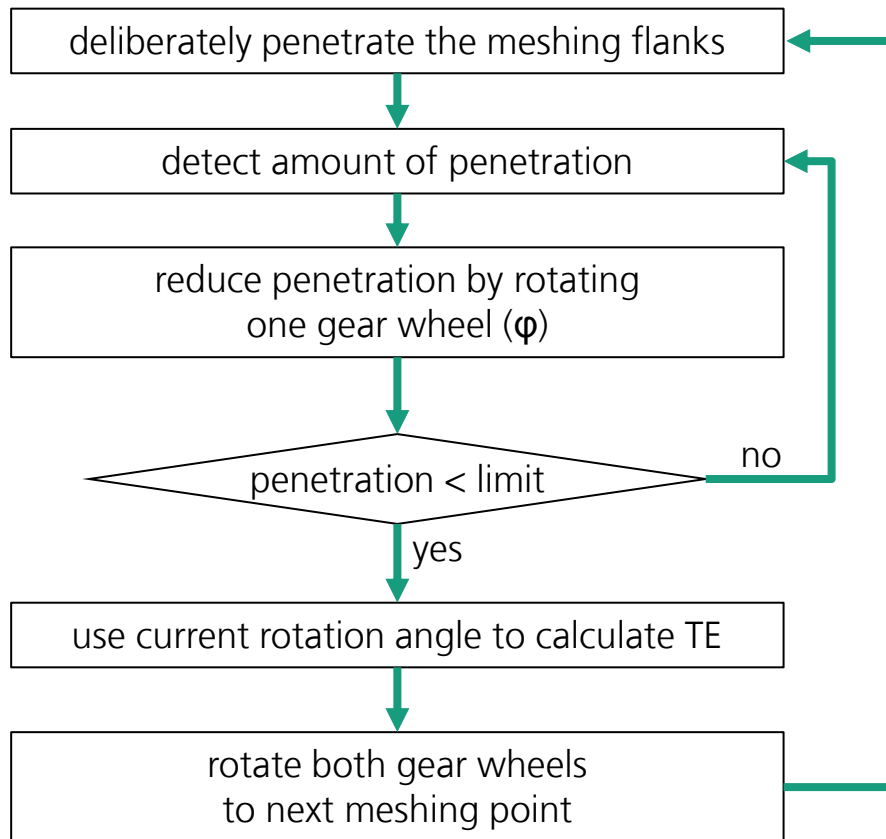 deliberately penetrate the meshing flanks
detect amount of penetration
reduce penetration by rotating
one gear wheel (φ)
penetration < limit
no
yes
use current rotation angle to calculate TE
rotate both gear wheels
to next meshing point